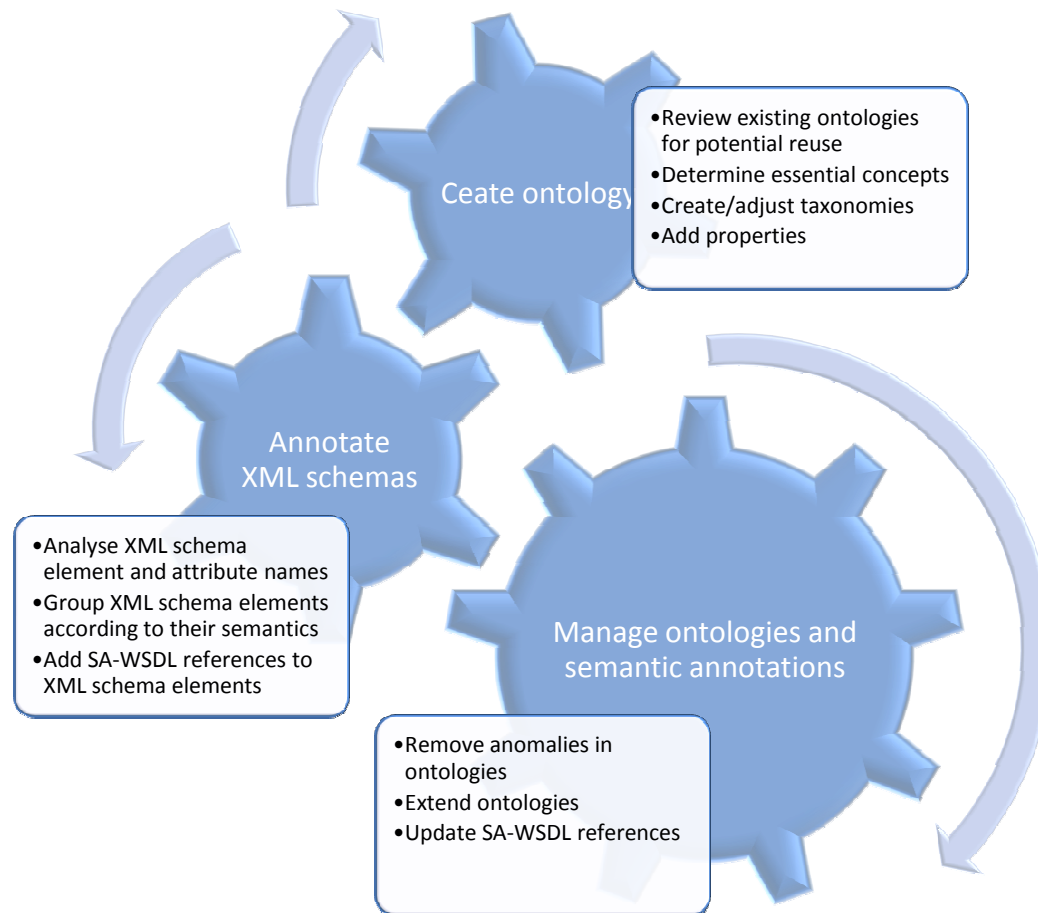 Ceate ontology
•Review existing ontologies
for potential reuse
•Determine essential concepts
•Create/adjust taxonomies
•Add properties
Annotate
XML schemas
•Analyse XML schema
element and attribute names
•Group XML schema elements
according to their semantics
•Add SA-WSDL references to
XML schema elements
Manage ontologies and
semantic annotations
•Remove anomalies in
ontologies
•Extend ontologies
•Update SA-WSDL references